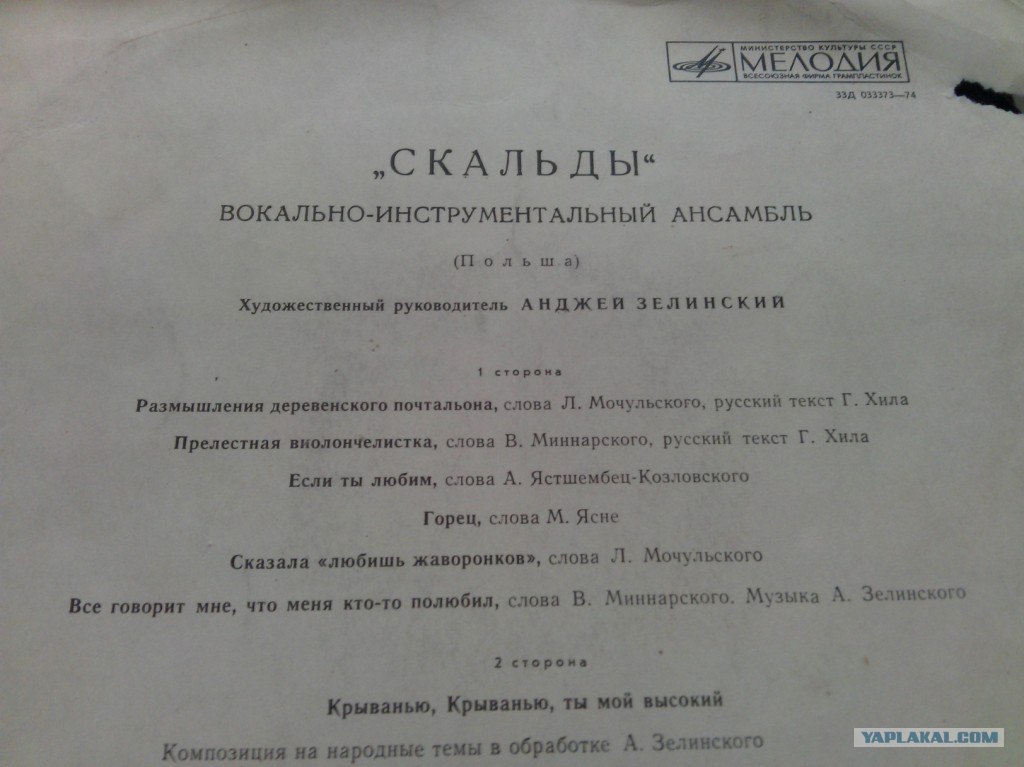 МИНИСТЕРСТВО КУЛЬТУРЫ СССР
МЕЛОДИЯ
ВСЕСОЮЗНАЯ ФИРМА ГРАМПЛАСТИНОК
33Д 033373—74
„СКАЛЬДЫ“
ВОКАЛЬНО-ИНСТРУМЕНТАЛЬНЫЙ АНСАМБЛЬ
(Польша)
Художественный руководитель АНДЖЕЙ ЗЕЛИНСКИЙ
1 сторона
Размышления деревенского почтальона, слова Л. Мочульского, русский текст Г. Хила
Прелестная виолончелистка, слова В. Миннарского, русский текст Г. Хила
Если ты любим, слова А. Ястшембец-Козловского
Горец, слова М. Ясне
Сказала «любишь жаворонков», слова Л. Мочульского
Все говорит мне, что меня кто-то полюбил, слова В. Миннарского. Музыка А. Зелинского
2 сторона
Крыванью, Крыванью, ты мой высокий
Композиция на народные темы в обработке А. Зелинского
YAPLAKAL.COM